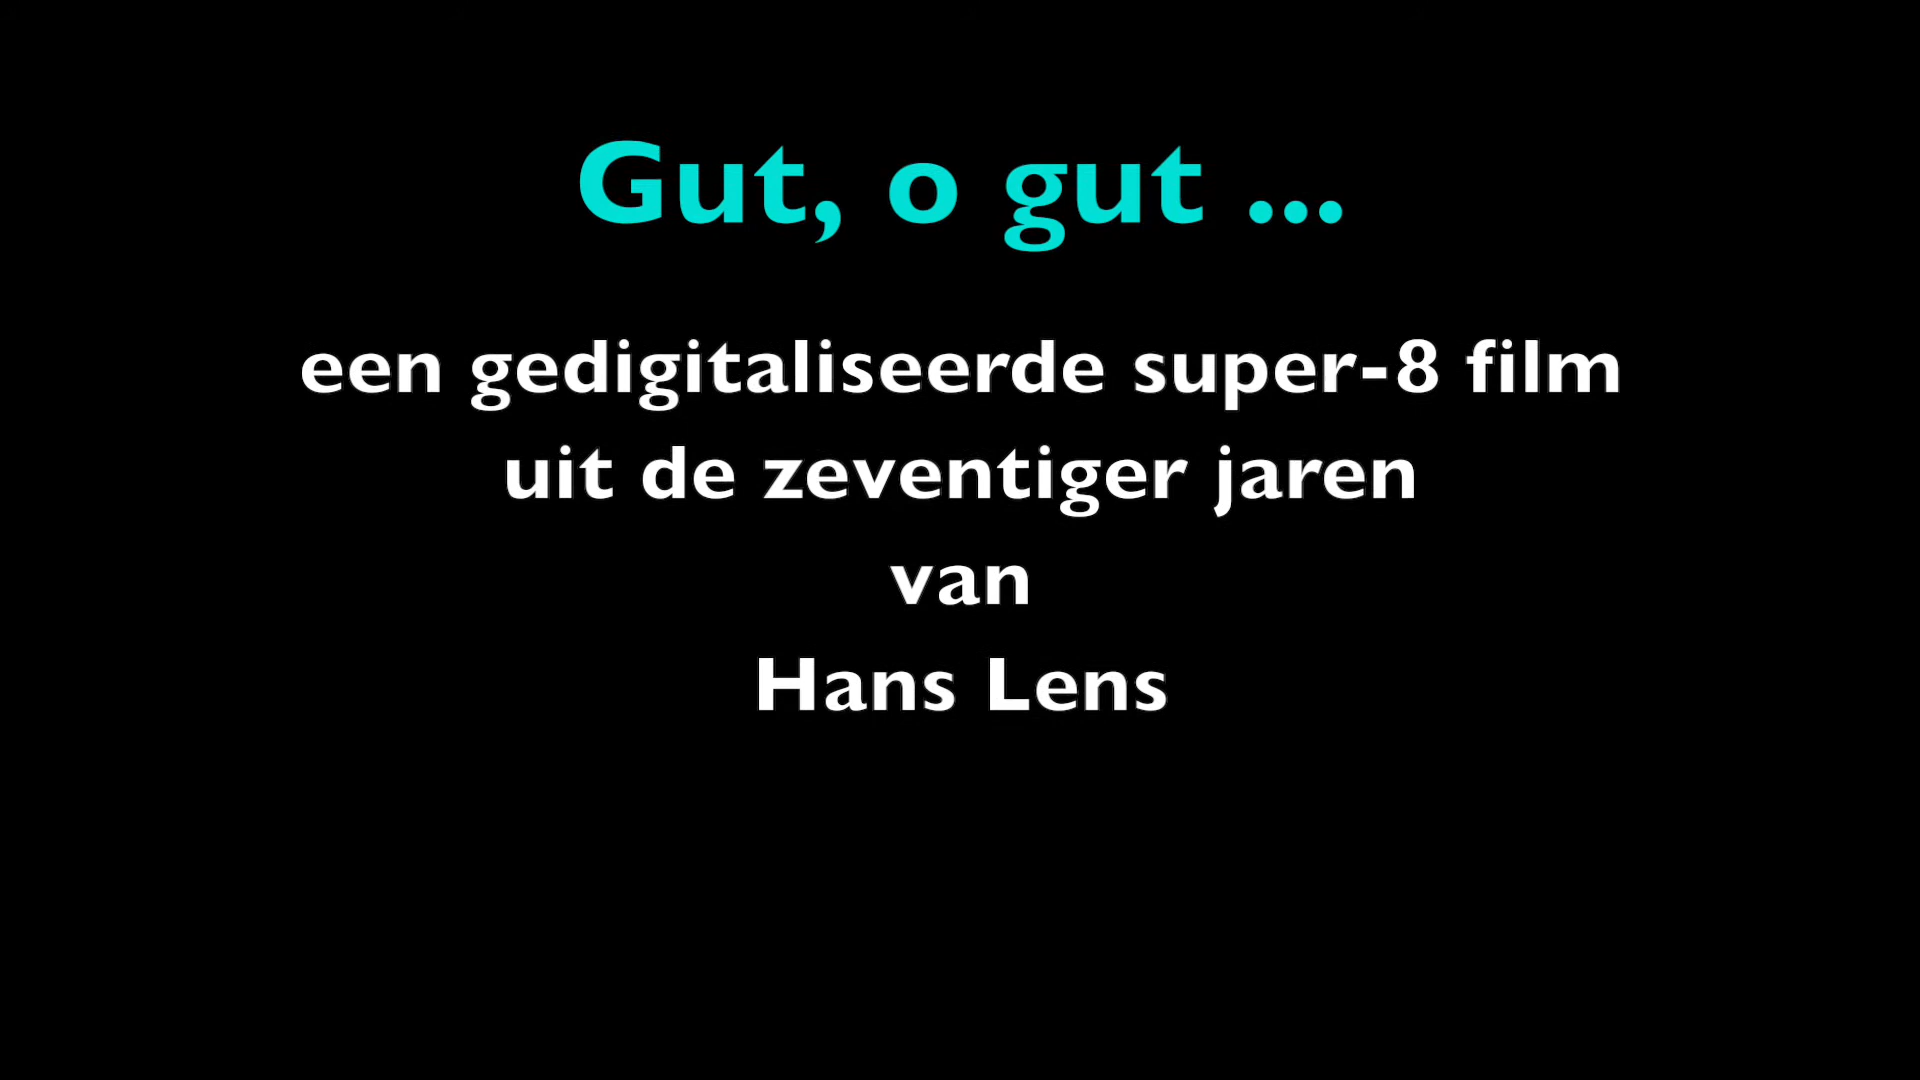 Gut, o gut ...
een gedigitaliseerde super-8 film
uit de zeventiger jaren
van
Hans Lens